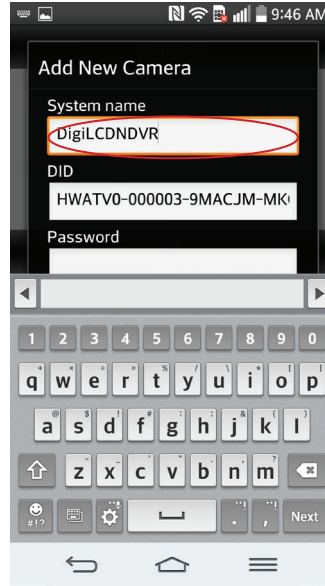 9:46 AM
Add New Camera
System name
DigiLCDNDVR
DID
HWATV0-000003-9MACJM-MK(
Password
1 2 3 4 5 6 7 8 9 0
q w e r t y u i o p
a s d f g h j k l
z x c v b n m
#!? . , Next